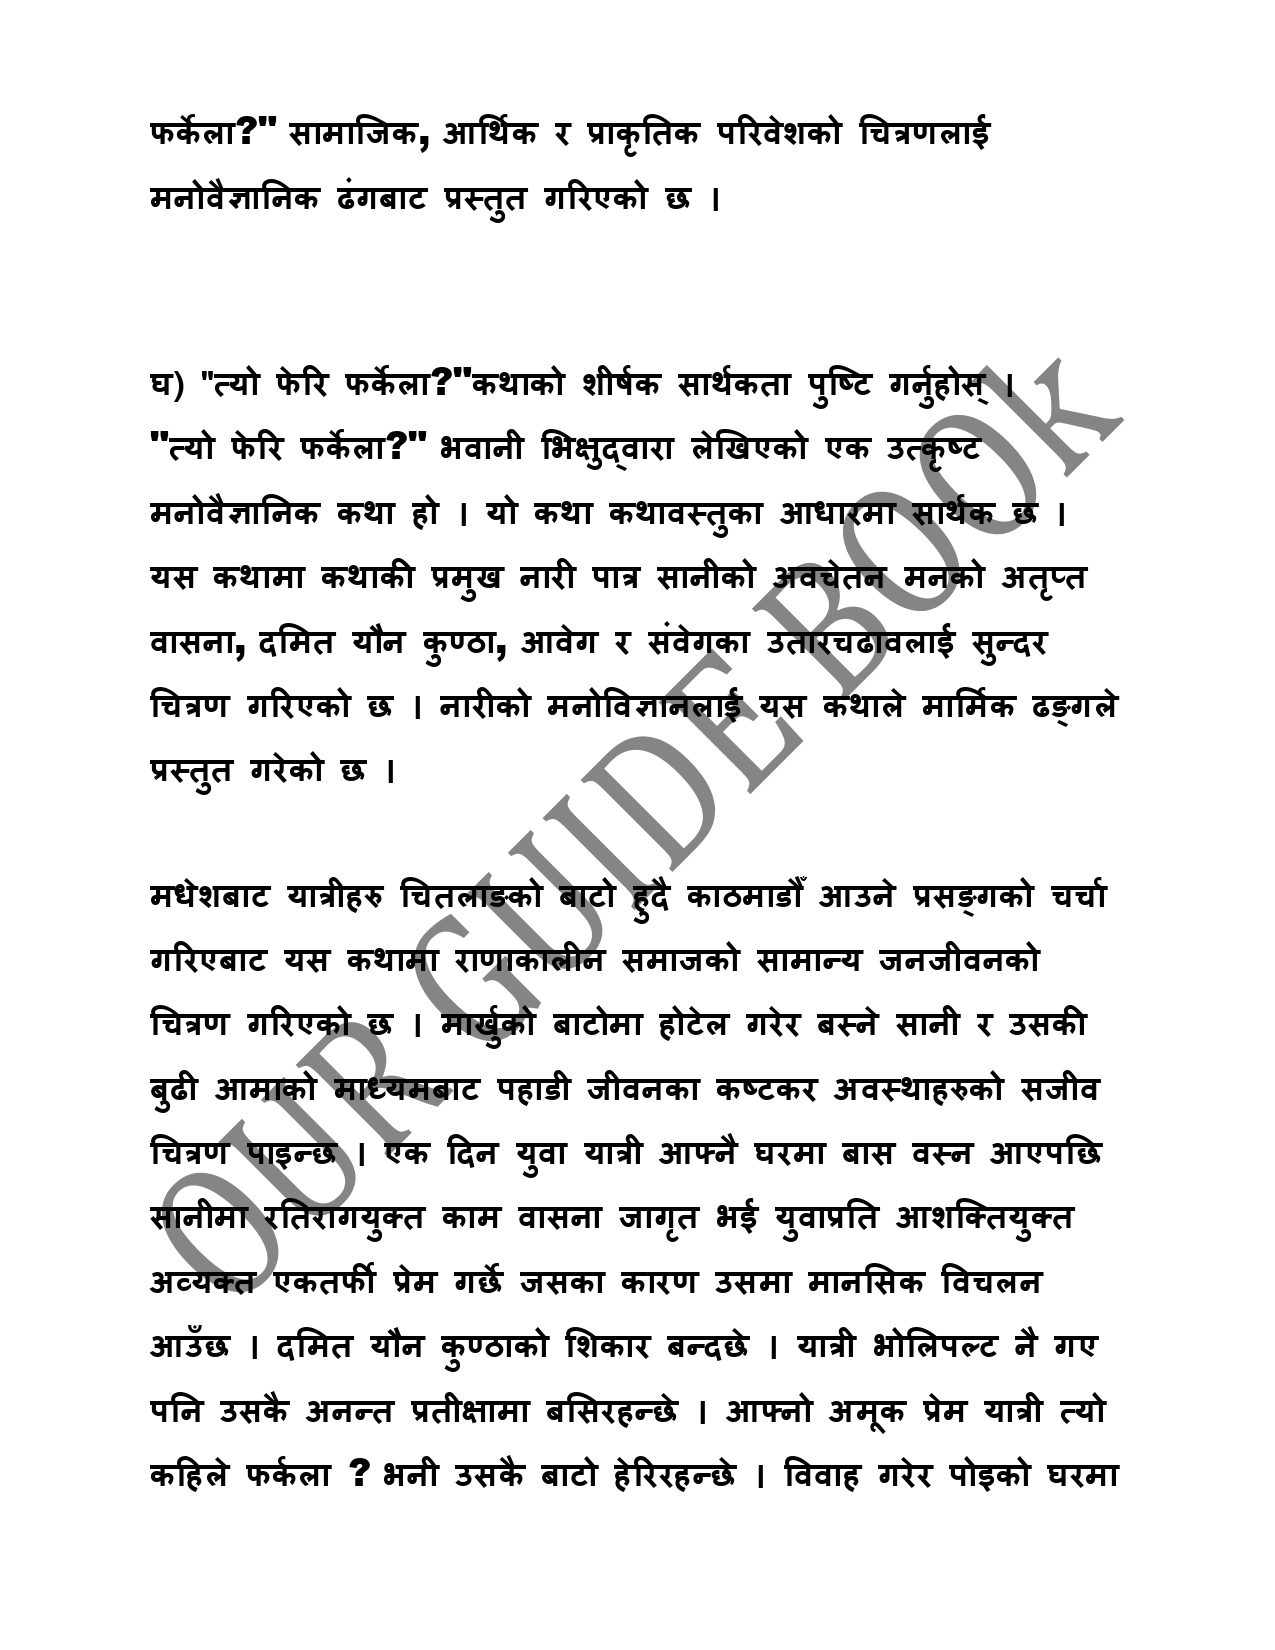 फर्केला?" सामाजिक, आर्थिक र प्राकृतिक परिवेशको चित्रणलाई
मनोवैज्ञानिक ढंगबाट प्रस्तुत गरिएको छ ।
घ) "त्यो फेरि फर्केला?"कथाको शीर्षक सार्थकता पुष्टि गर्नुहोस् ।
"त्यो फेरि फर्केला?" भवानी भिक्षुद्वारा लेखिएको एक उत्कृष्ट
मनोवैज्ञानिक कथा हो । यो कथा कथावस्तुका आधारमा सार्थक छ ।
यस कथामा कथाकी प्रमुख नारी पात्र सानीको अवचेतन मनको अतृप्त
वासना, दमित यौन कुण्ठा, आवेग र संवेगका उतारचढावलाई सुन्दर
चित्रण गरिएको छ । नारीको मनोविज्ञानलाई यस कथाले मार्मिक ढङ्गले
प्रस्तुत गरेको छ ।
मधेशबाट यात्रीहरु चितलाङको बाटो हुदै काठमाडौँ आउने प्रसङ्गको चर्चा
गरिएबाट यस कथामा राणाकालीन समाजको सामान्य जनजीवनको
चित्रण गरिएको छ । मार्खुको बाटोमा होटेल गरेर बस्ने सानी र उसकी
बुढी आमाको माध्यमबाट पहाडी जीवनका कष्टकर अवस्थाहरुको सजीव
चित्रण पाइन्छ । एक दिन युवा यात्री आफ्नै घरमा बास वस्न आएपछि
सानीमा रतिरागयुक्त काम वासना जागृत भई युवाप्रति आशक्तियुक्त
अव्यक्त एकतर्फी प्रेम गर्छे जसका कारण उसमा मानसिक विचलन
आउँछ । दमित यौन कुण्ठाको शिकार बन्दछे । यात्री भोलिपल्ट नै गए
पनि उसकै अनन्त प्रतीक्षामा बसिरहन्छे । आफ्नो अमूक प्रेम यात्री त्यो
कहिले फर्कला ? भनी उसकै बाटो हेरिरहन्छे । विवाह गरेर पोइको घरमा
OUR GUIDE BOOk